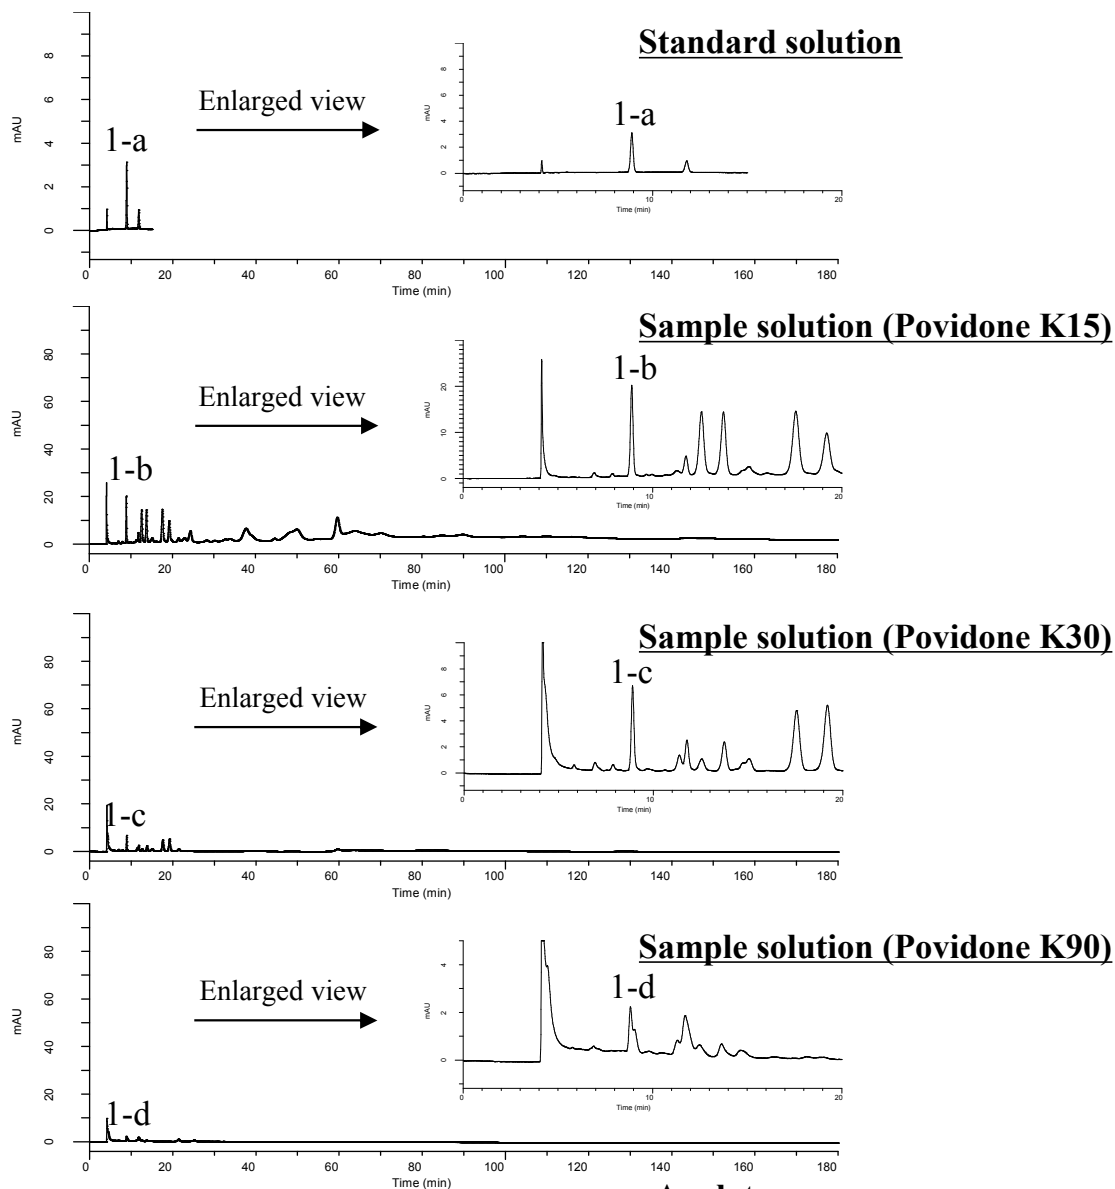 Standard solution
Enlarged view
1-a
1-a
mAU
0 2 4 6 8
0 20 40 60 80 100 120 140 160 180
Time (min)
mAU
0 2 4 6 8
0 10 20
Time (min)
Sample solution (Povidone K15)
Enlarged view
1-b
1-b
mAU
0 20 40 60 80
0 20 40 60 80 100 120 140 160 180
Time (min)
mAU
0 10 20
0 10 20
Time (min)
Sample solution (Povidone K30)
Enlarged view
1-c
1-c
mAU
0 20 40 60 80
0 20 40 60 80 100 120 140 160 180
Time (min)
mAU
0 2 4 6 8
0 10 20
Time (min)
Sample solution (Povidone K90)
Enlarged view
1-d
1-d
mAU
0 20 40 60 80
0 20 40 60 80 100 120 140 160 180
Time (min)
mAU
0 2 4
0 10 20
Time (min)